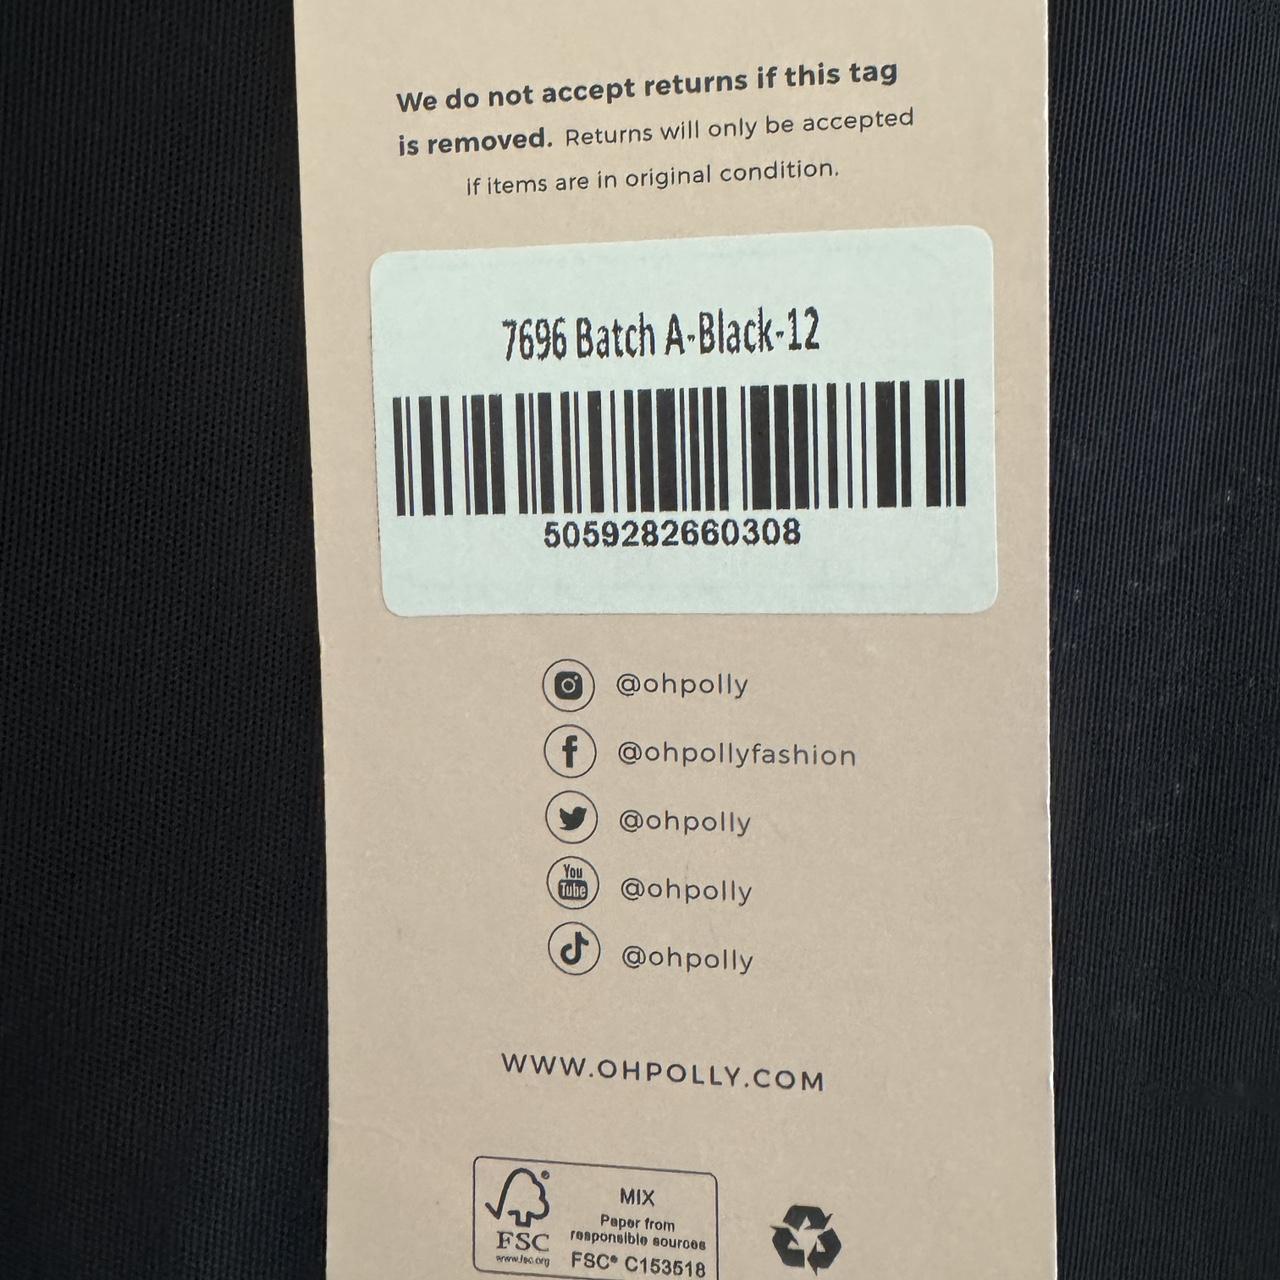 We do not accept returns if this tag
is removed. Returns will only be accepted
if items are in original condition.
7696 Batch A-Black-12
5059282660308
@ohpolly
@ohpollyfashion
@ohpolly
You
Tube
@ohpolly
@ohpolly
WWW.OHPOLLY.COM
FSC
www.fsc.org
MIX
Paper from
responsible sources
FSC® C153518